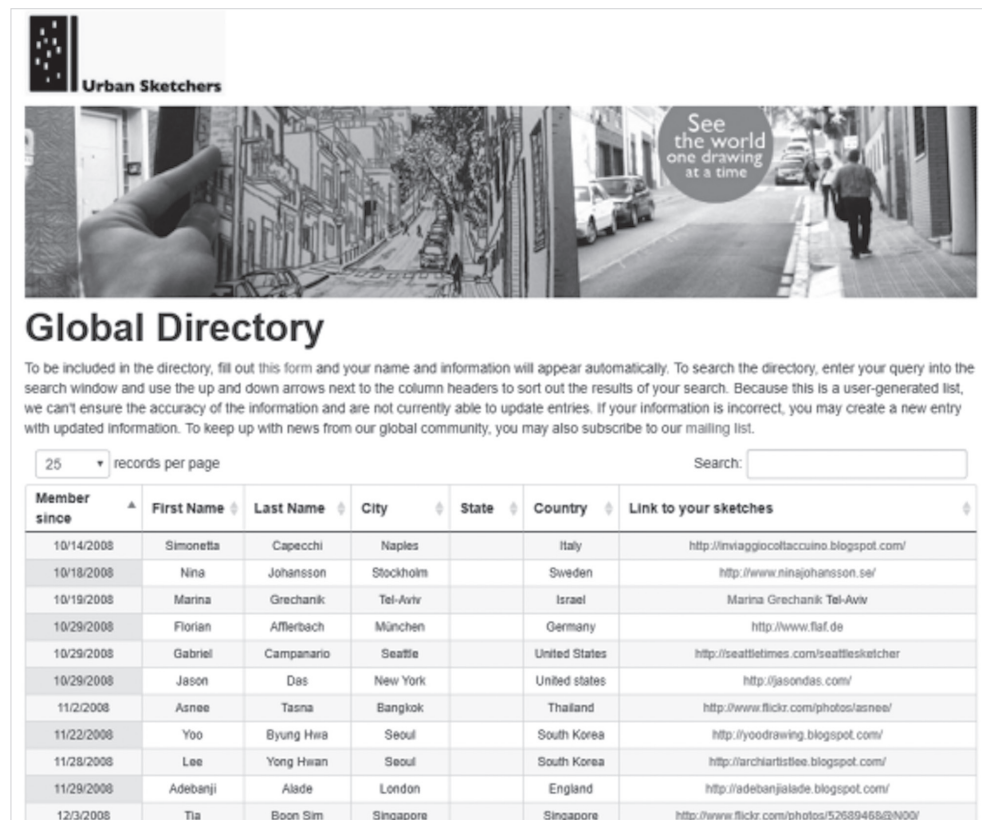 Urban Sketchers
See
the world
one drawing
at a time
Global Directory
To be included in the directory, fill out this form and your name and information will appear automatically. To search the directory, enter your query into the
search window and use the up and down arrows next to the column headers to sort out the results of your search. Because this is a user-generated list,
we can't ensure the accuracy of the information and are not currently able to update entries. If your information is incorrect, you may create a new entry
with updated information. To keep up with news from our global community, you may also subscribe to our mailing list.
25 records per page Search:
Member since First Name Last Name City State Country Link to your sketches
10/14/2008 Simonetta Capecchi Naples Italy http://inviaggiocoltaccuino.blogspot.com/
10/18/2008 Nina Johansson Stockholm Sweden http://www.ninajohansson.se/
10/19/2008 Marina Grechanik Tel-Aviv Israel Marina Grechanik Tel-Aviv
10/29/2008 Florian Afflerbach München Germany http://www.flaf.de
10/29/2008 Gabriel Campanario Seattle United States http://seattletimes.com/seattlesketcher
10/29/2008 Jason Das New York United states http://jasondas.com/
11/2/2008 Asnee Tasna Bangkok Thailand http://www.flickr.com/photos/asnee/
11/22/2008 Yoo Byung Hwa Seoul South Korea http://yoodrawing.blogspot.com/
11/28/2008 Lee Yong Hwan Seoul South Korea http://archiartistlee.blogspot.com/
11/29/2008 Adebanji Alade London England http://adebanjialade.blogspot.com/
12/3/2008 Tia Boon Sim Singapore Singapore http://www.flickr.com/photos/52689468@N00/